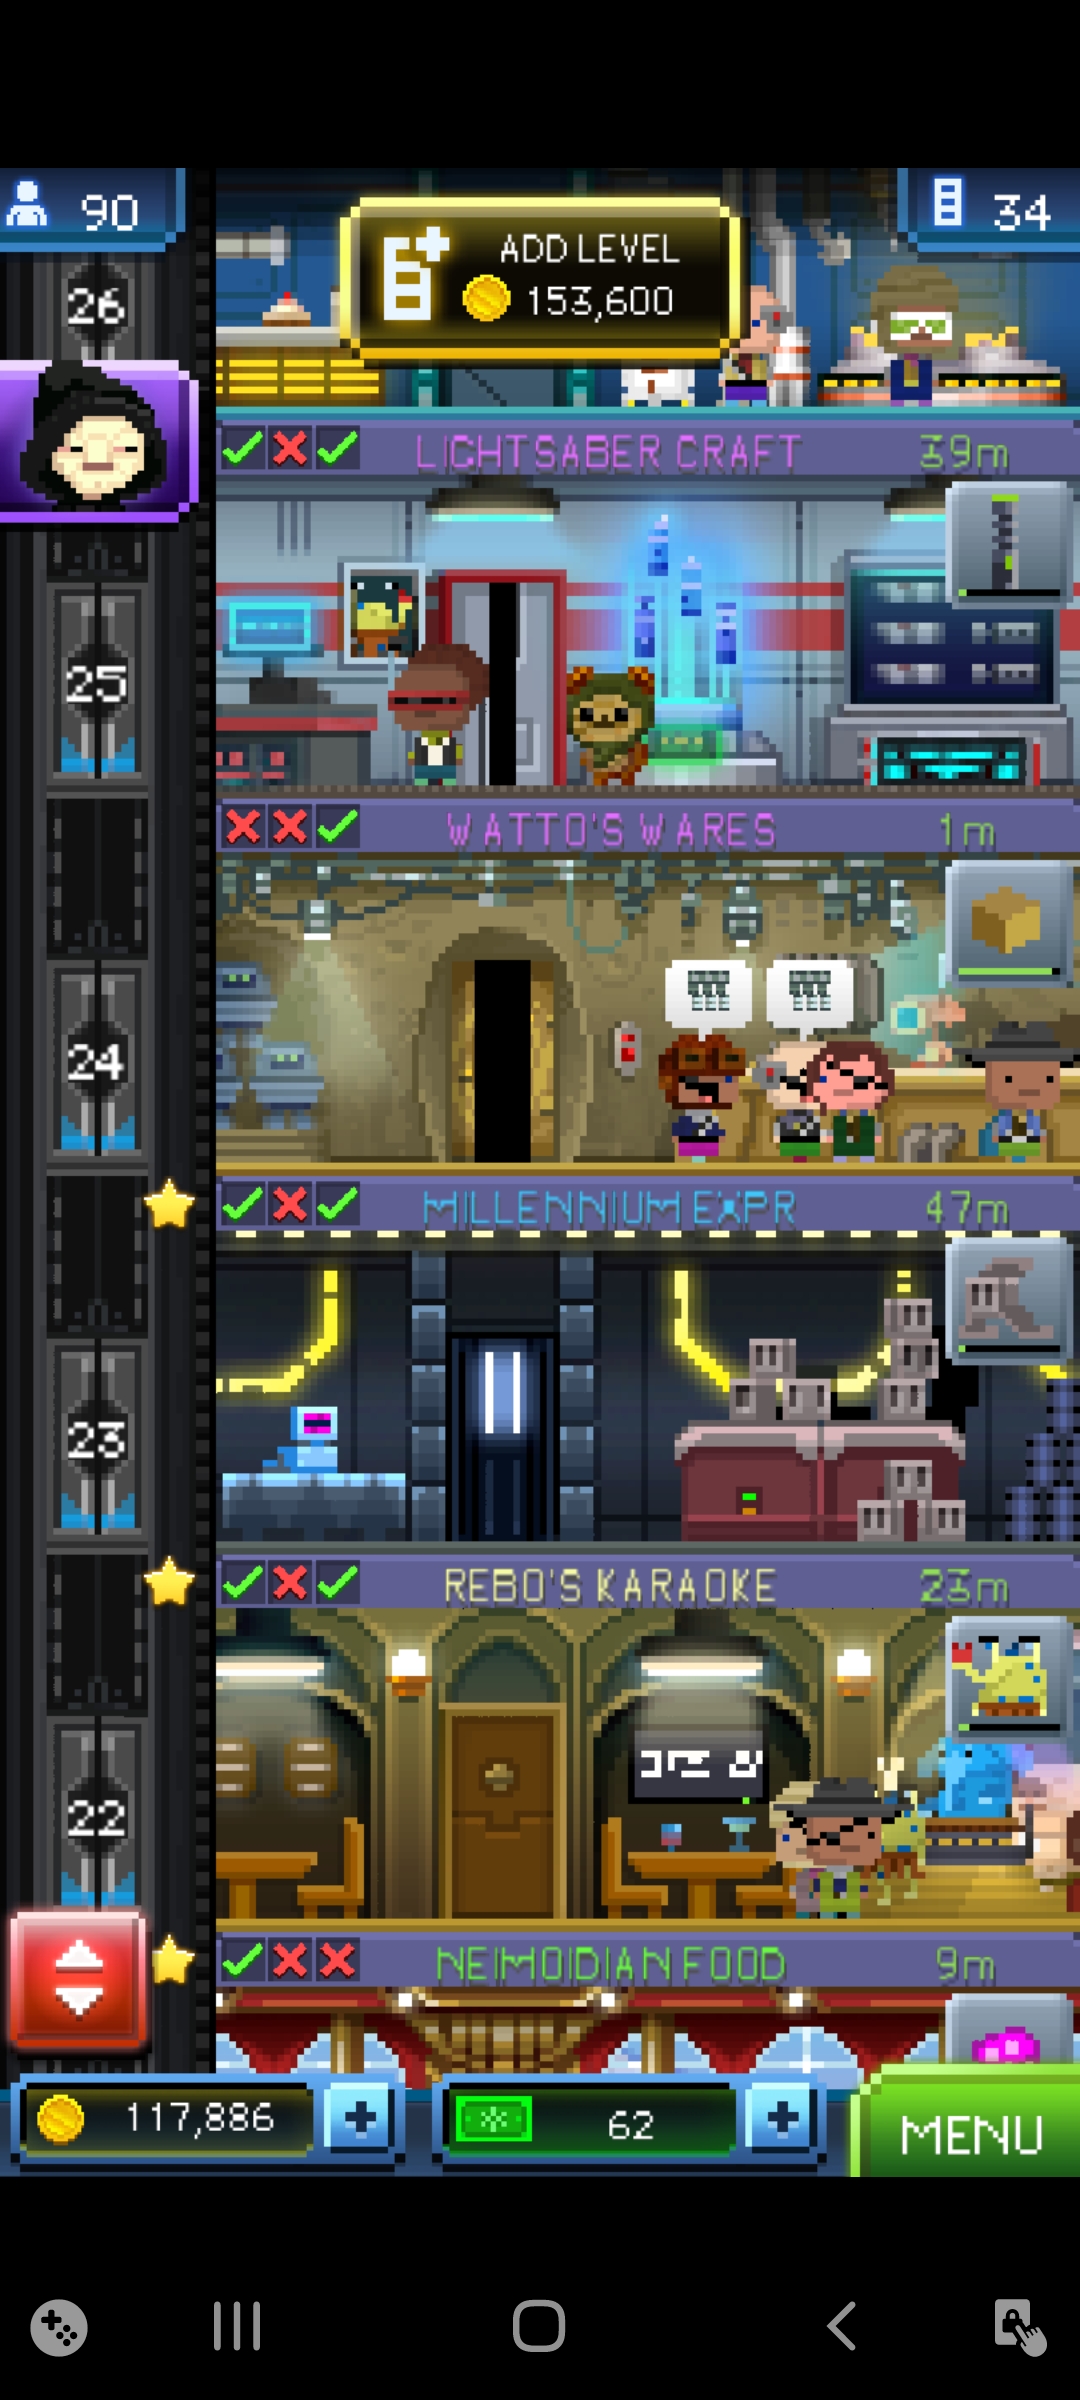 90
ADD LEVEL
153,600
34
26
LIGHTSABER CRAFT
39m
25
WATTO'S WARES
1m
24
MILLENNIUM EXPR
47m
23
REBO'S KARAOKE
23m
22
NEIMOIDIAN FOOD
9m
117,886
62
MENU